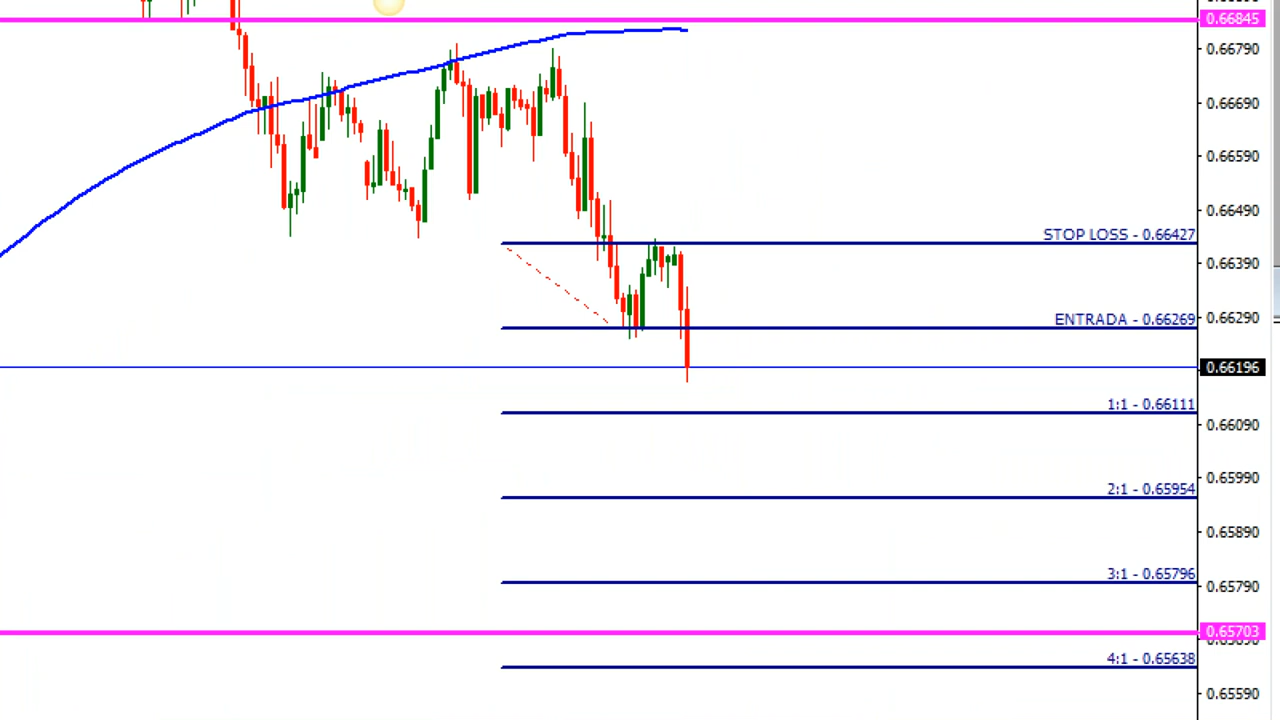 0.66845
0.66790
0.66690
0.66590
0.66490
STOP LOSS - 0.66427
0.66390
ENTRADA - 0.66269
0.66290
0.66196
1:1 - 0.66111
0.66090
2:1 - 0.65954
0.65990
0.65890
3:1 - 0.65796
0.65790
0.65703
4:1 - 0.65638
0.65590